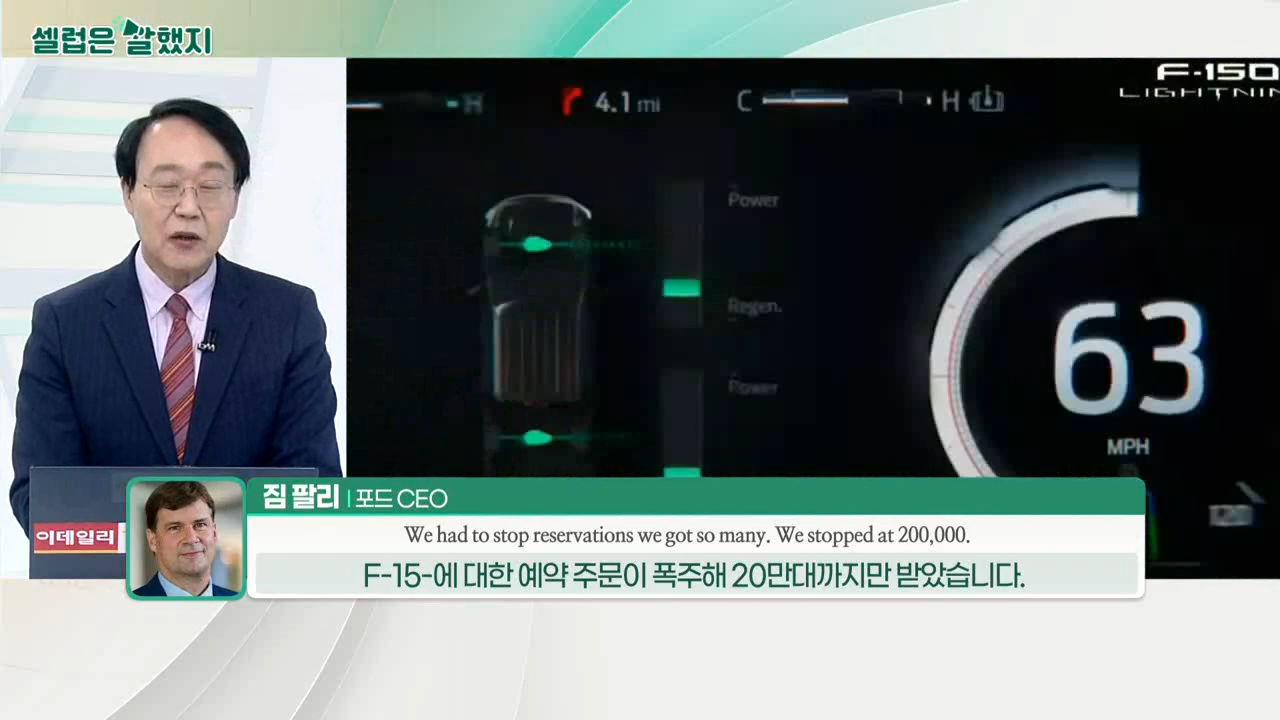 셀럽은 말했지
F-150
LIGHTNIN
H
4.1 mi
C
H
Power
Regen.
63
Power
MPH
120
이데일리
짐 팔리 | 포드 CEO
We had to stop reservations we got so many. We stopped at 200,000.
F-15-에 대한 예약 주문이 폭주해 20만대까지만 받았습니다.